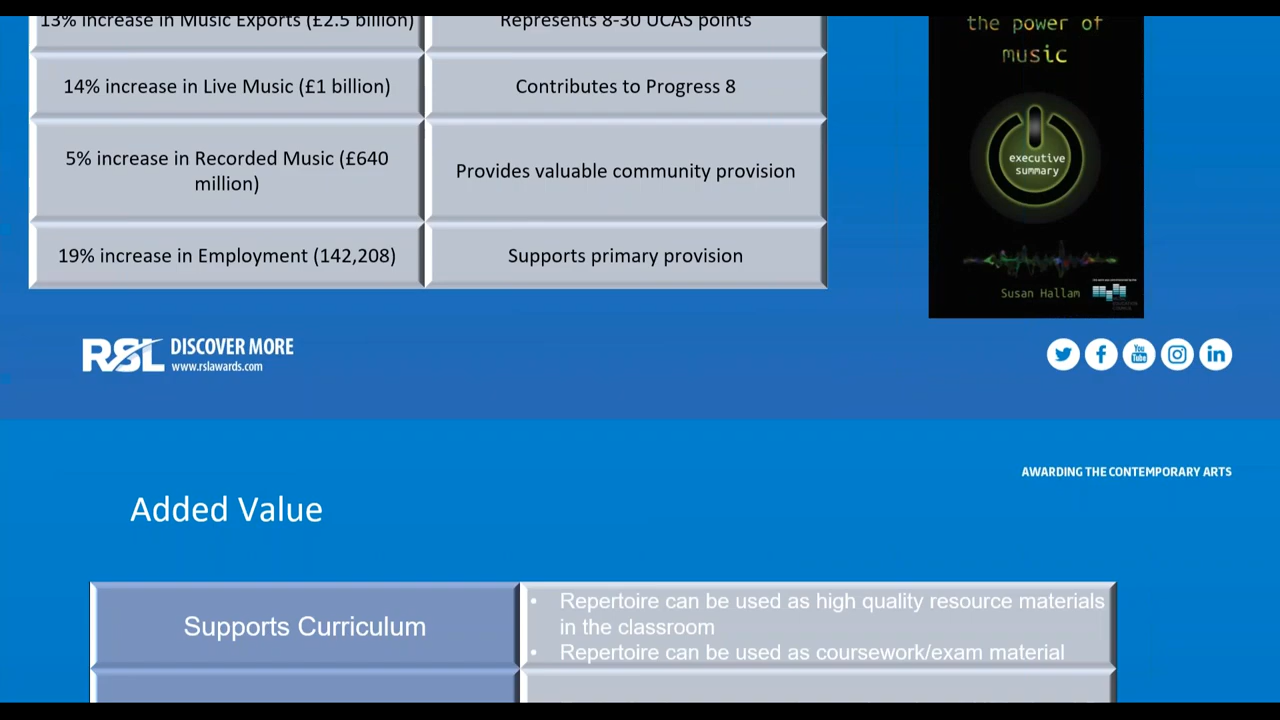 13% increase in Music Exports (£2.5 billion)
Represents 8-30 UCAS points
14% increase in Live Music (£1 billion)
Contributes to Progress 8
5% increase in Recorded Music (£640
million)
Provides valuable community provision
19% increase in Employment (142,208)
Supports primary provision
the power of
music
executive
summary
Susan Hallam
RSL DISCOVER MORE
www.rslawards.com
You
Tube
in
AWARDING THE CONTEMPORARY ARTS
Added Value
Supports Curriculum
• Repertoire can be used as high quality resource materials
in the classroom
• Repertoire can be used as coursework/exam material